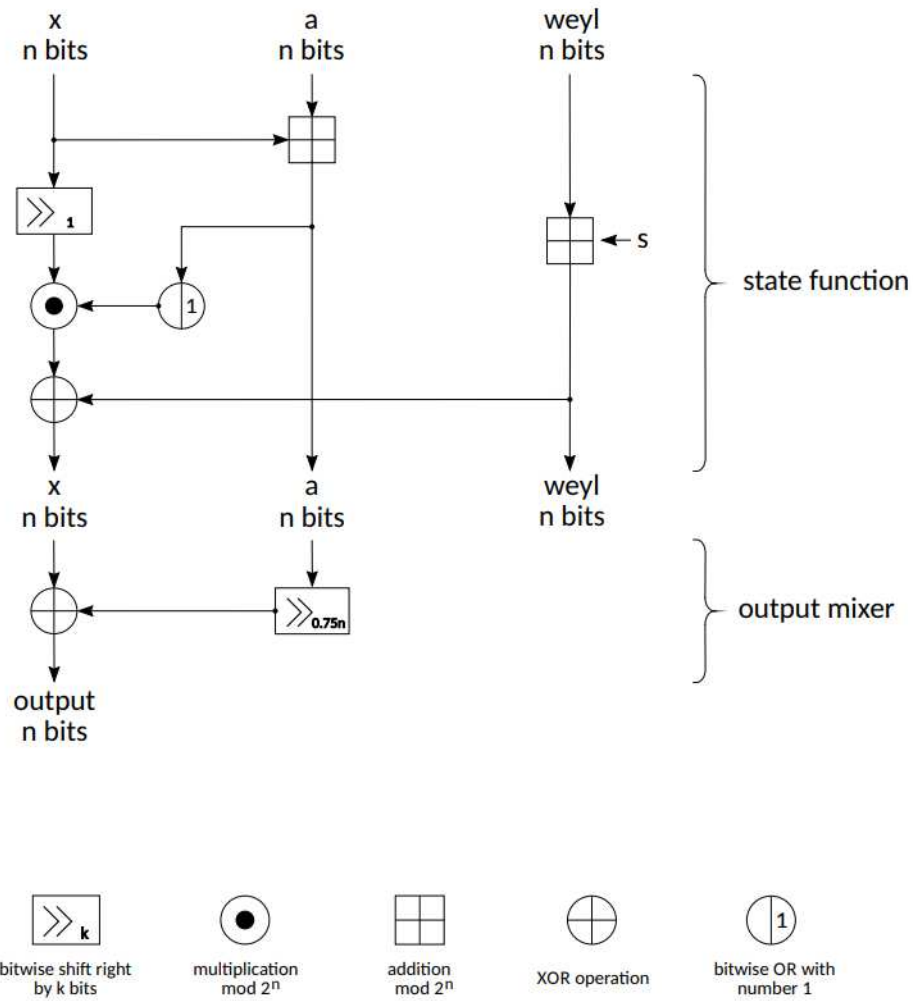 x a weyl
n bits n bits n bits
1
s
state function
1
x a weyl
n bits n bits n bits
0.75n
output mixer
output
n bits
k 1
bitwise shift right multiplication addition XOR operation bitwise OR with
by k bits mod 2ⁿ mod 2ⁿ number 1